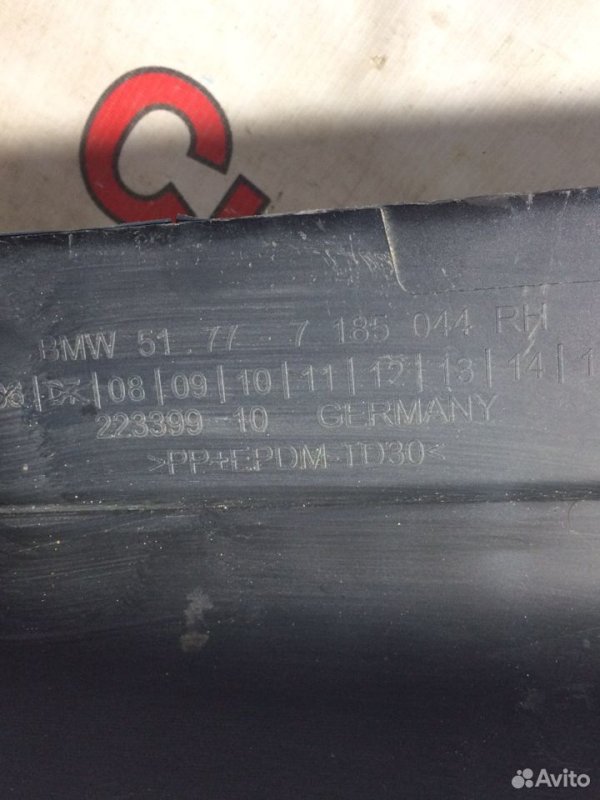 BMW 51.77-7 185 044 RH
|08|09|10|11|12|13|14|1
223399-10 GERMANY
>PP+EPDM-TD30<
Avito